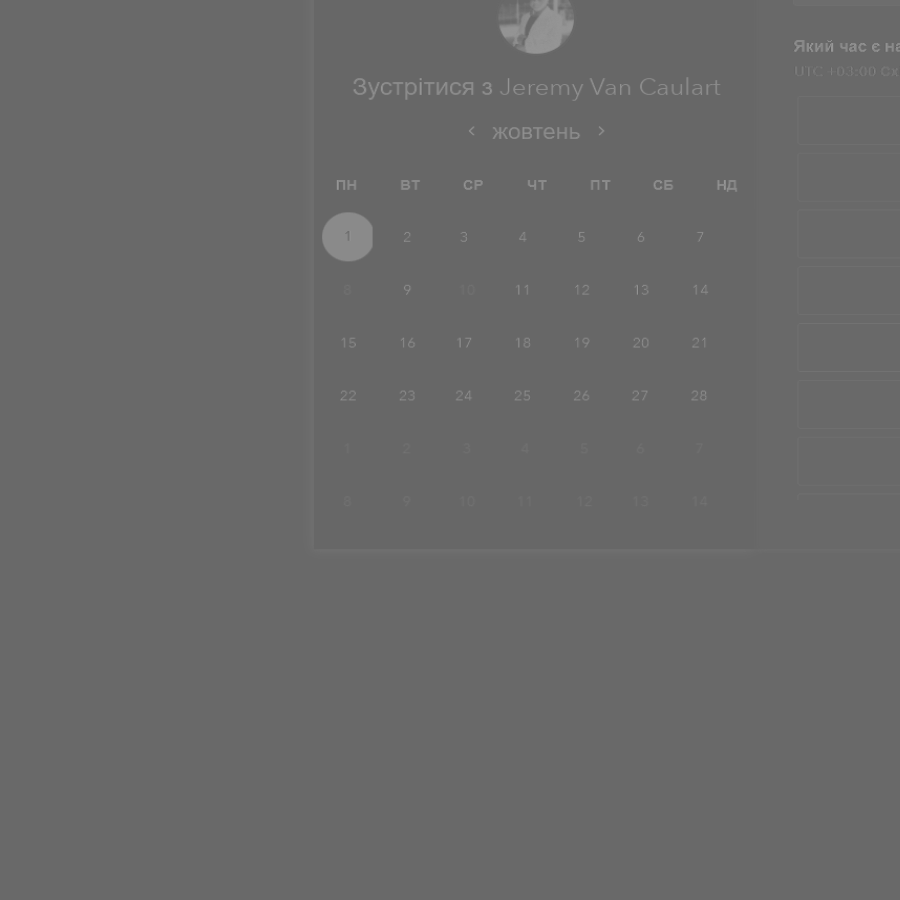 Зустрітися з Jeremy Van Caulart
< жовтень >
ПН ВТ СР ЧТ ПТ СБ НД
1 2 3 4 5 6 7
8 9 10 11 12 13 14
15 16 17 18 19 20 21
22 23 24 25 26 27 28
1 2 3 4 5 6 7
8 9 10 11 12 13 14
Який час є на
UTC +03:00 Ск